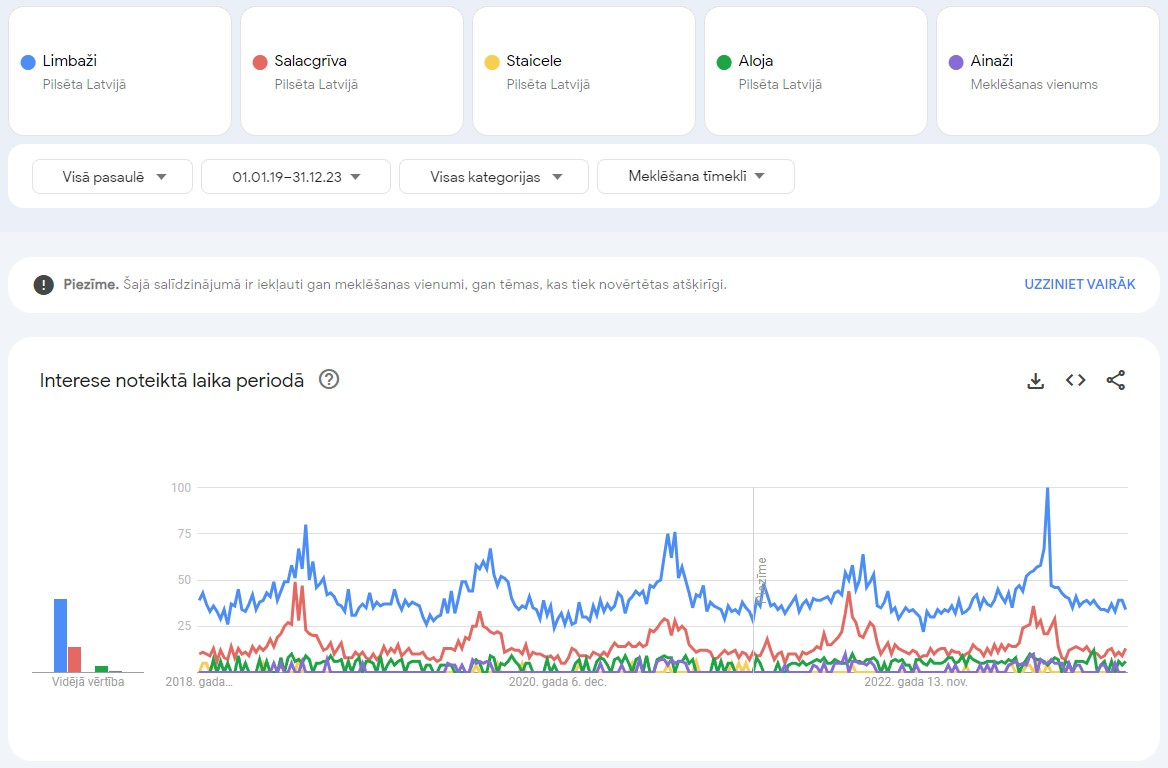 Limbaži
Pilsēta Latvijā
Salacgrīva
Pilsēta Latvijā
Staicele
Pilsēta Latvijā
Aloja
Pilsēta Latvijā
Ainaži
Meklēšanas vienums
Visā pasaulē
01.01.19–31.12.23
Visas kategorijas
Meklēšana tīmeklī
Piezīme. Šajā salīdzinājumā ir iekļauti gan meklēšanas vienumi, gan tēmas, kas tiek novērtētas atšķirīgi.
UZZINIET VAIRĀK
Interese noteiktā laika periodā
100
75
50
25
Piezīme
Vidējā vērtība
2018. gada...
2020. gada 6. dec.
2022. gada 13. nov.